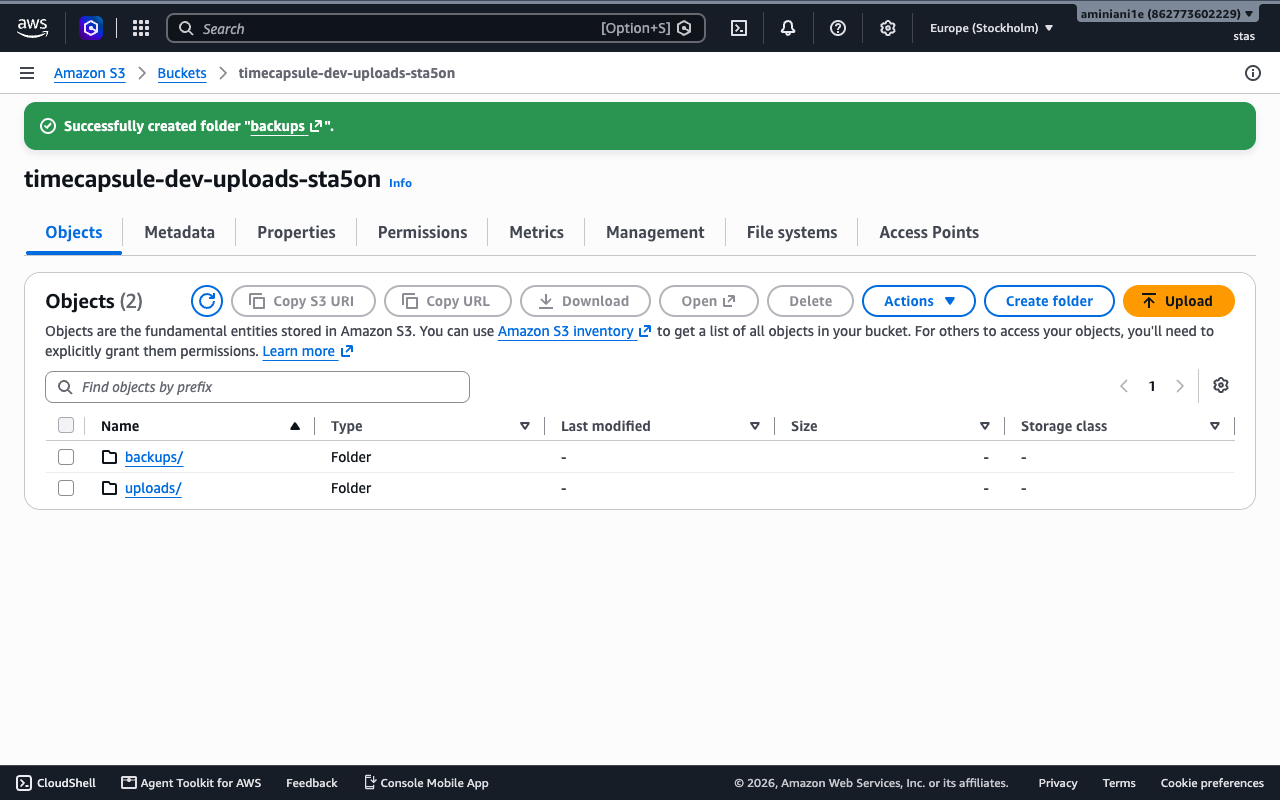 aws
Search [Option+S]
Europe (Stockholm)
aminiani1e (862773602229)
stas
Amazon S3 Buckets timecapsule-dev-uploads-sta5on
Successfully created folder "backups".
timecapsule-dev-uploads-sta5on Info
Objects Metadata Properties Permissions Metrics Management File systems Access Points
Objects (2) Copy S3 URI Copy URL Download Open Delete Actions Create folder Upload
Objects are the fundamental entities stored in Amazon S3. You can use Amazon S3 inventory to get a list of all objects in your bucket. For others to access your objects, you'll need to
explicitly grant them permissions. Learn more
Find objects by prefix 1
Name Type Last modified Size Storage class
backups/ Folder - - -
uploads/ Folder - - -
CloudShell Agent Toolkit for AWS Feedback Console Mobile App © 2026, Amazon Web Services, Inc. or its affiliates. Privacy Terms Cookie preferences